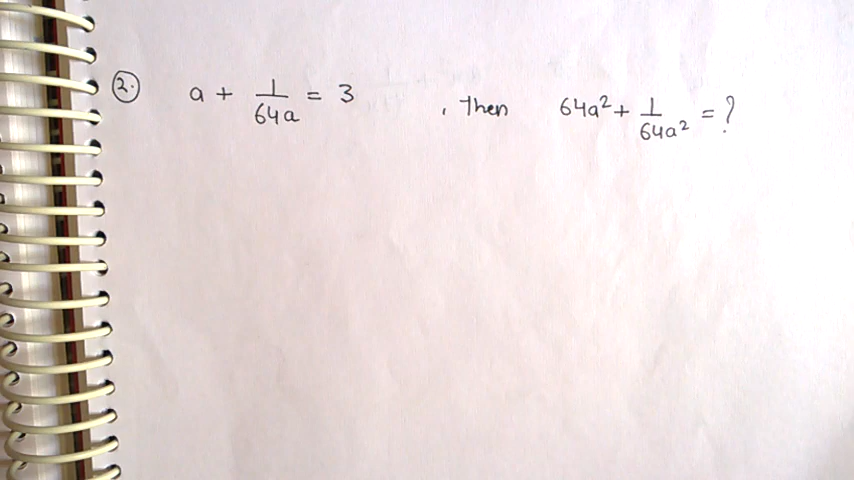 2. a + 1/64a = 3 , Then 64a² + 1/64a² = ?